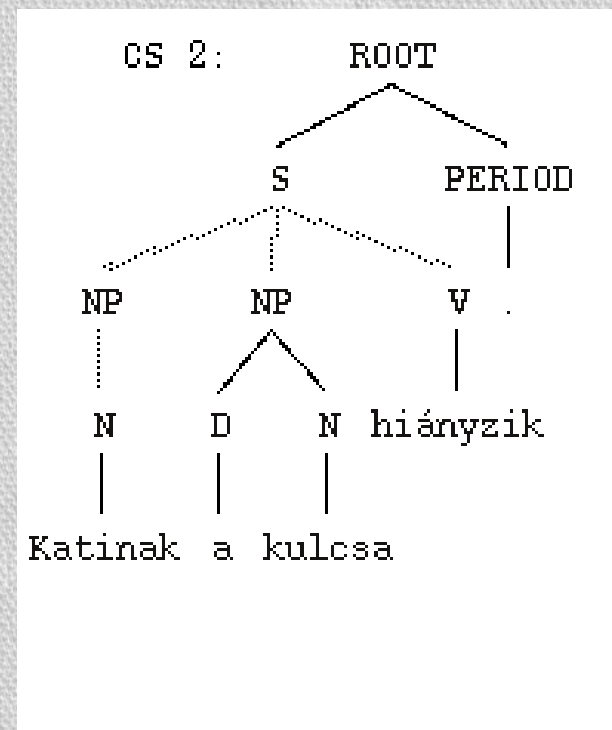 CS 2: ROOT
S PERIOD
NP NP V .
N D N hiányzik
Katinak a kulcsa